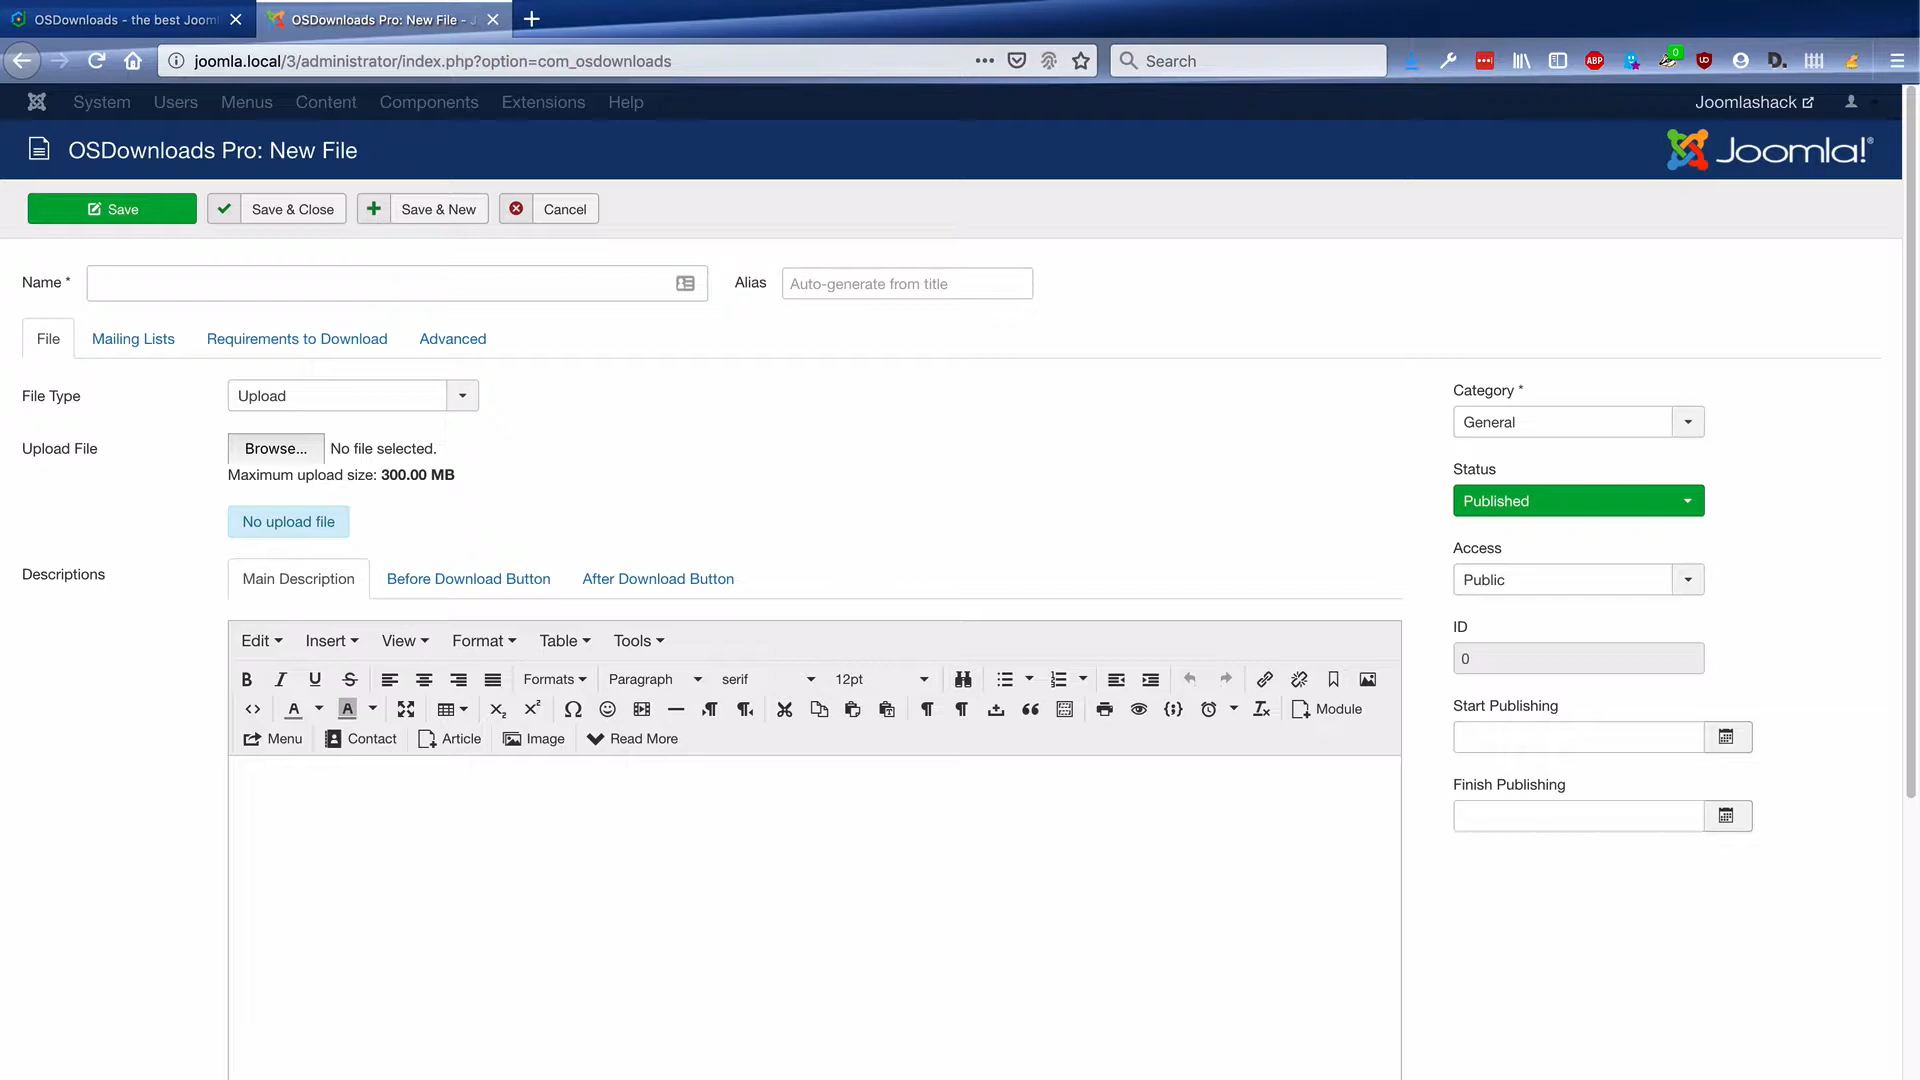 OSDownloads - the best Joom
OSDownloads Pro: New File -
joomla.local/3/administrator/index.php?option=com_osdownloads
Search
0
ABP
System Users Menus Content Components Extensions Help
Joomlashack
OSDownloads Pro: New File
Joomla!®
Save
Save & Close
Save & New
Cancel
Name *
Alias
Auto-generate from title
File
Mailing Lists
Requirements to Download
Advanced
File Type
Upload
Upload File
Browse... No file selected.
Maximum upload size: 300.00 MB
No upload file
Descriptions
Main Description
Before Download Button
After Download Button
Edit Insert View Format Table Tools
B I U S Formats Paragraph serif 12pt
A A Module
Menu Contact Article Image Read More
Category *
General
Status
Published
Access
Public
ID
0
Start Publishing
Finish Publishing